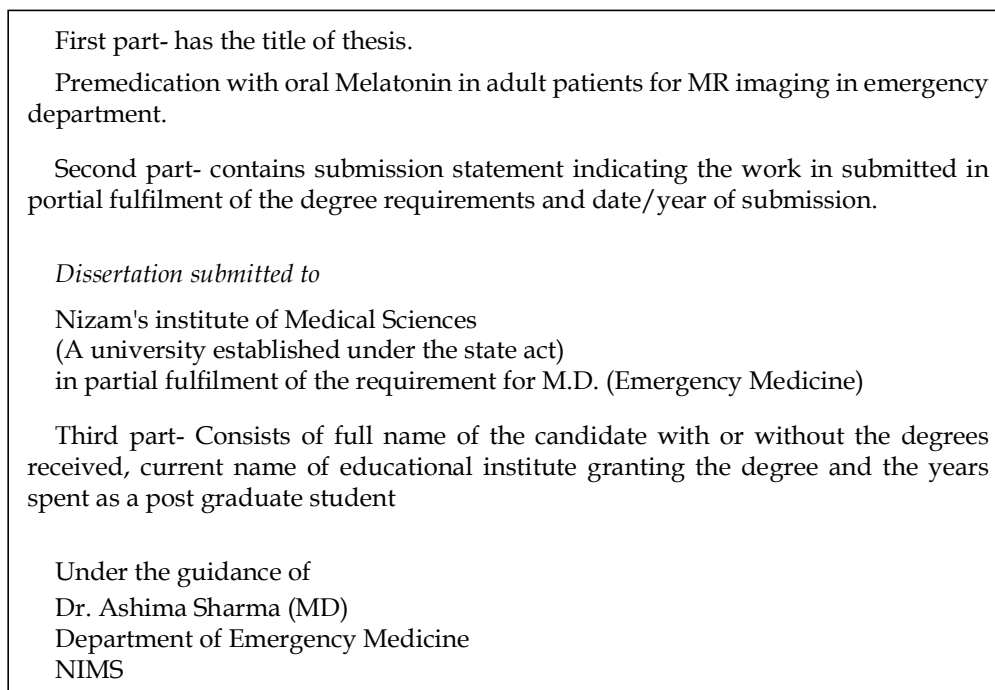 First part- has the title of thesis.
Premedication with oral Melatonin in adult patients for MR imaging in emergency
department.
Second part- contains submission statement indicating the work in submitted in
portial fulfilment of the degree requirements and date/year of submission.
Dissertation submitted to
Nizam's institute of Medical Sciences
(A university established under the state act)
in partial fulfilment of the requirement for M.D. (Emergency Medicine)
Third part- Consists of full name of the candidate with or without the degrees
received, current name of educational institute granting the degree and the years
spent as a post graduate student
Under the guidance of
Dr. Ashima Sharma (MD)
Department of Emergency Medicine
NIMS